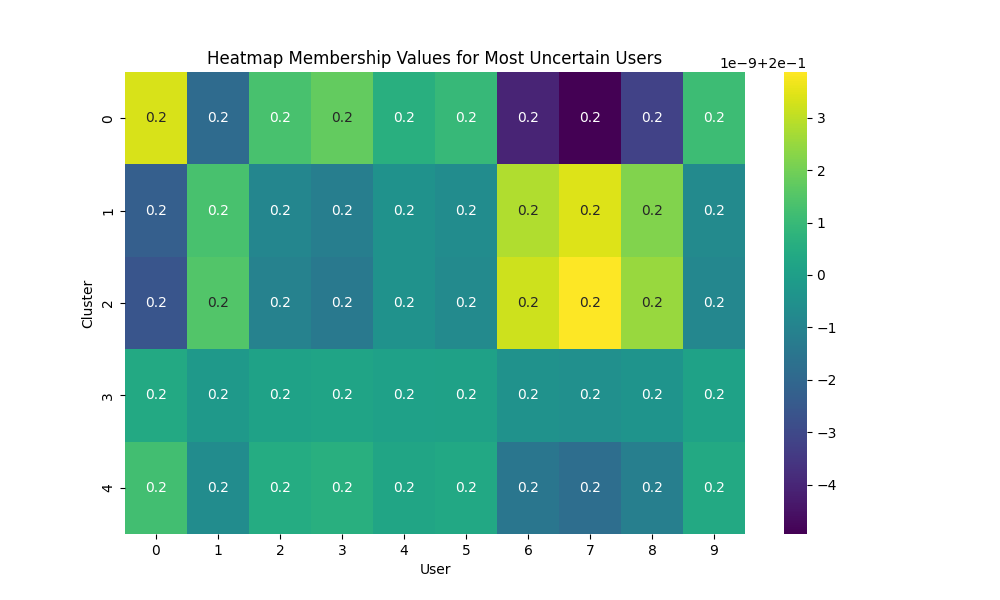 Heatmap Membership Values for Most Uncertain Users
1e−9+2e−1
0 0.2 0.2 0.2 0.2 0.2 0.2 0.2 0.2 0.2 0.2
1 0.2 0.2 0.2 0.2 0.2 0.2 0.2 0.2 0.2 0.2
2 0.2 0.2 0.2 0.2 0.2 0.2 0.2 0.2 0.2 0.2
3 0.2 0.2 0.2 0.2 0.2 0.2 0.2 0.2 0.2 0.2
4 0.2 0.2 0.2 0.2 0.2 0.2 0.2 0.2 0.2 0.2
Cluster
0 1 2 3 4 5 6 7 8 9
User
3
2
1
0
−1
−2
−3
−4